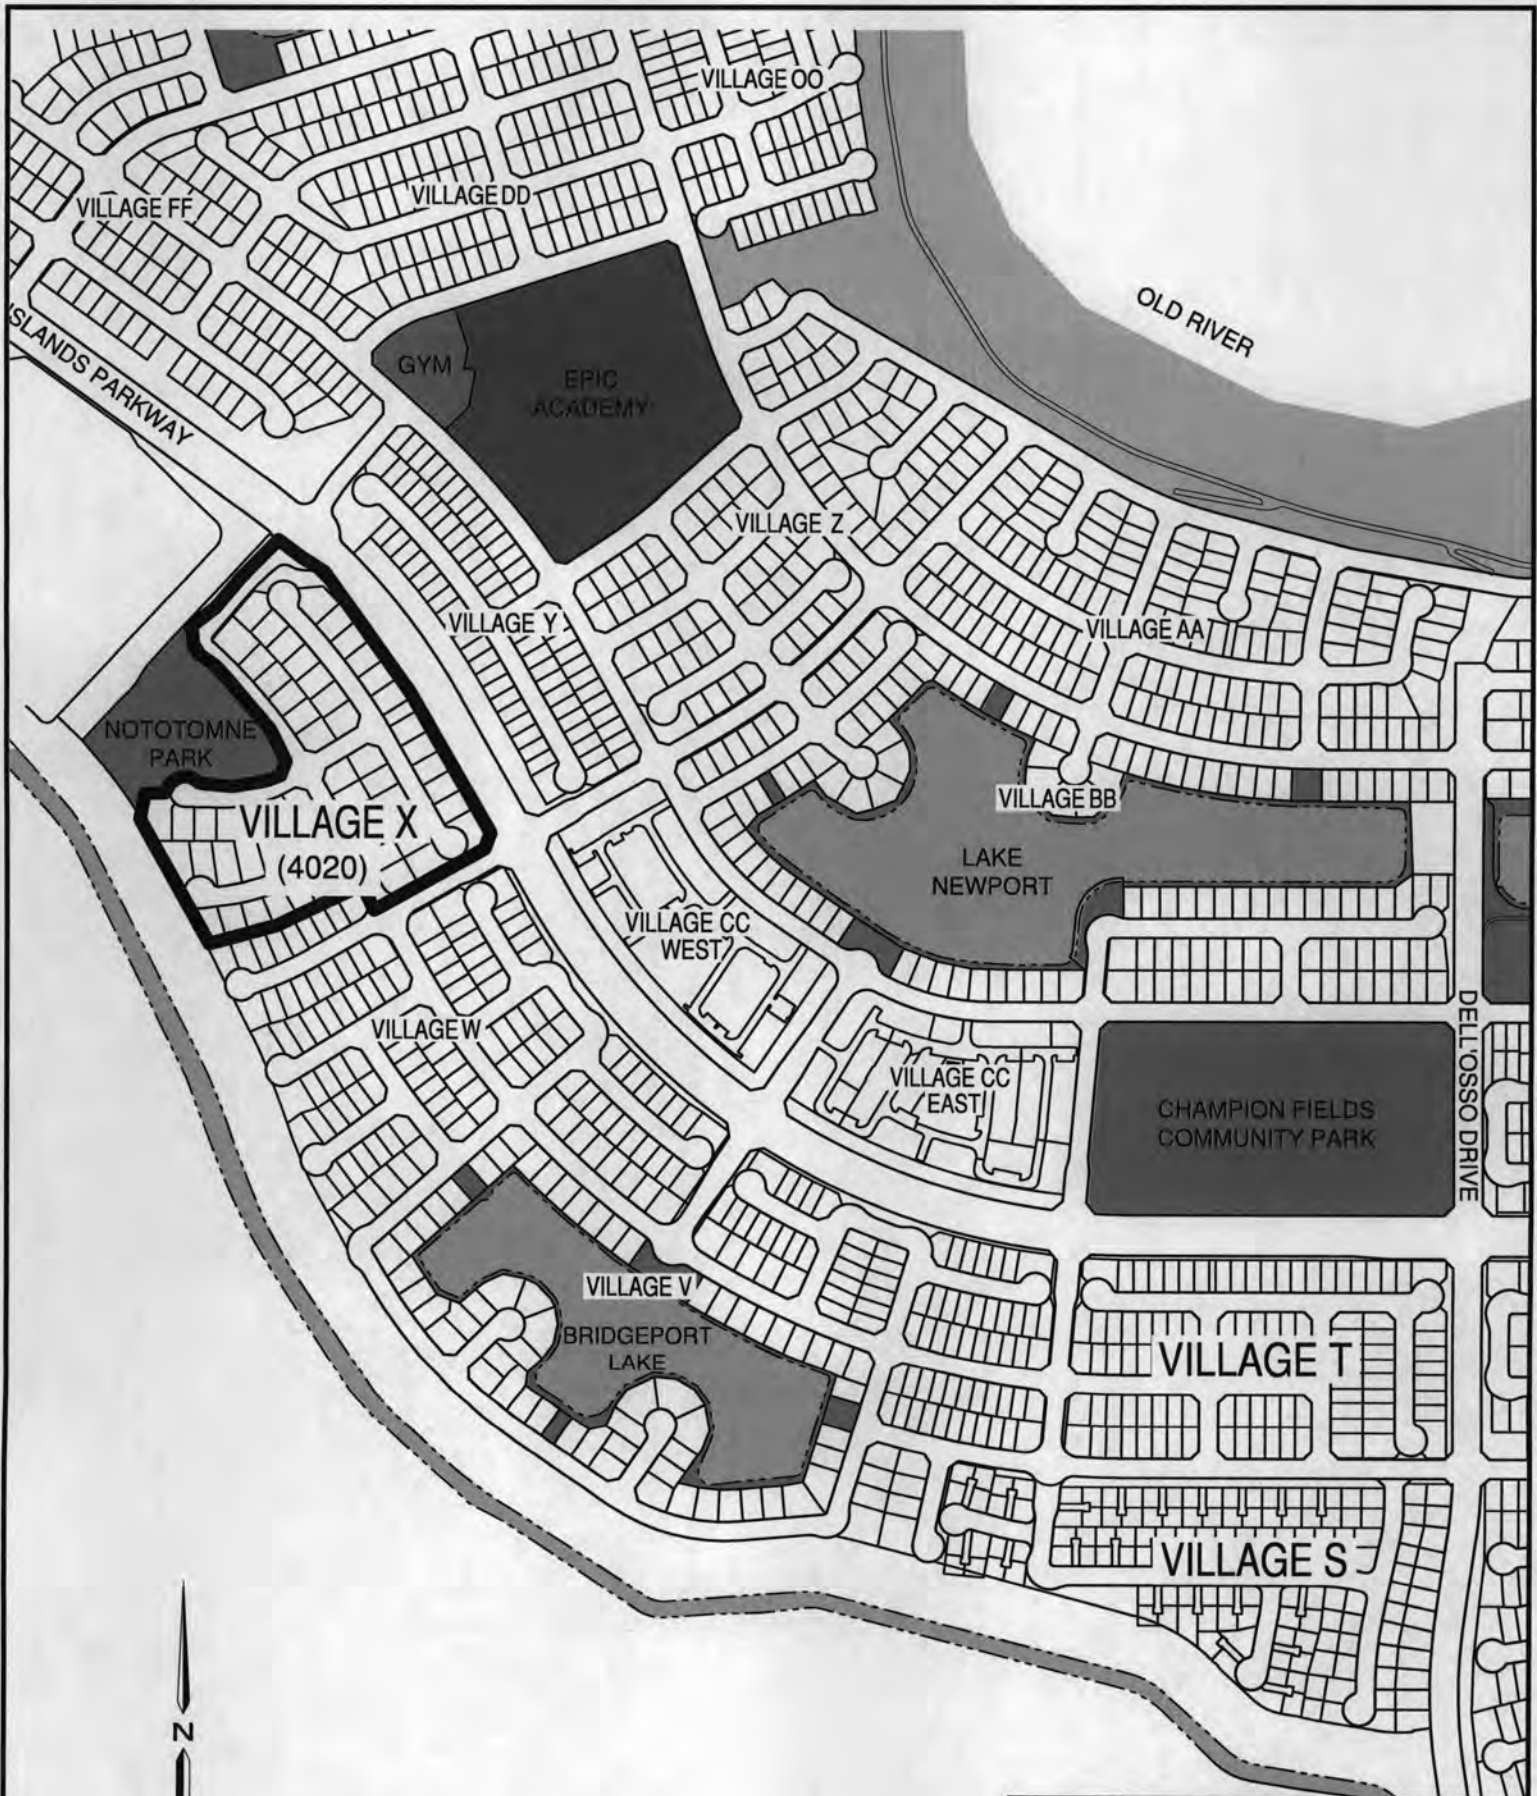 VILLAGE OO
VILLAGE DD
VILLAGE FF
OLD RIVER
ISLANDS PARKWAY
GYM
EPIC
ACADEMY
VILLAGE Z
VILLAGE Y
VILLAGE AA
NOTOTOMNE
PARK
VILLAGE X
(4020)
VILLAGE BB
LAKE
NEWPORT
VILLAGE CC
WEST
VILLAGE W
VILLAGE CC
EAST
DELL'OSSO DRIVE
CHAMPION FIELDS
COMMUNITY PARK
VILLAGE V
BRIDGEPORT
LAKE
VILLAGE T
VILLAGE S
N